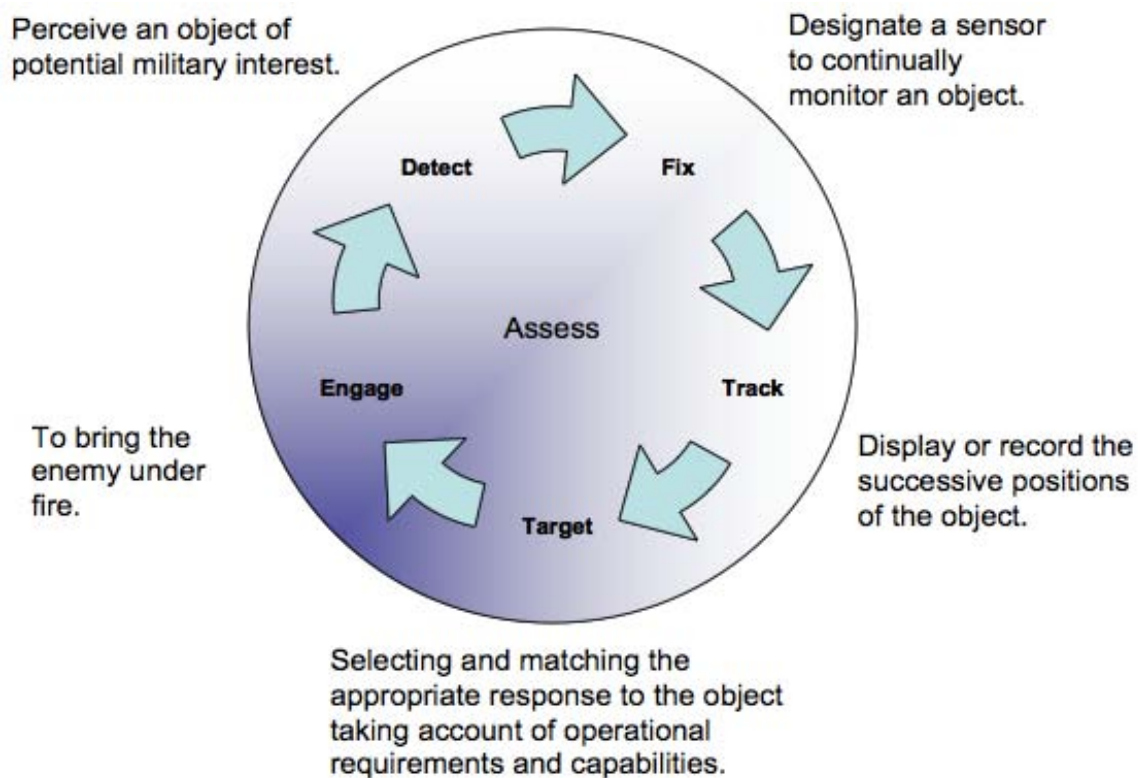 Perceive an object of
potential military interest.
Designate a sensor
to continually
monitor an object.
Detect
Fix
Assess
Engage
Track
To bring the
enemy under
fire.
Display or record the
successive positions
of the object.
Target
Selecting and matching the
appropriate response to the object
taking account of operational
requirements and capabilities.